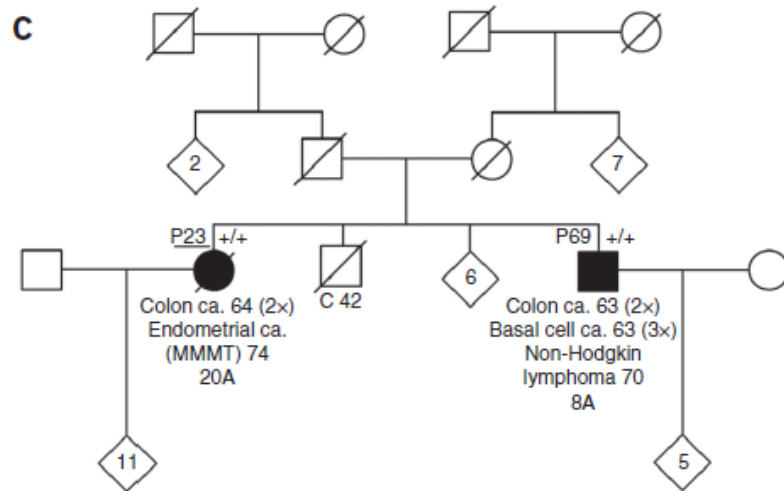 C
2
7
P23 +/+
P69 +/+
C 42
6
Colon ca. 64 (2×)
Endometrial ca.
(MMMT) 74
20A
Colon ca. 63 (2×)
Basal cell ca. 63 (3×)
Non-Hodgkin
lymphoma 70
8A
11
5